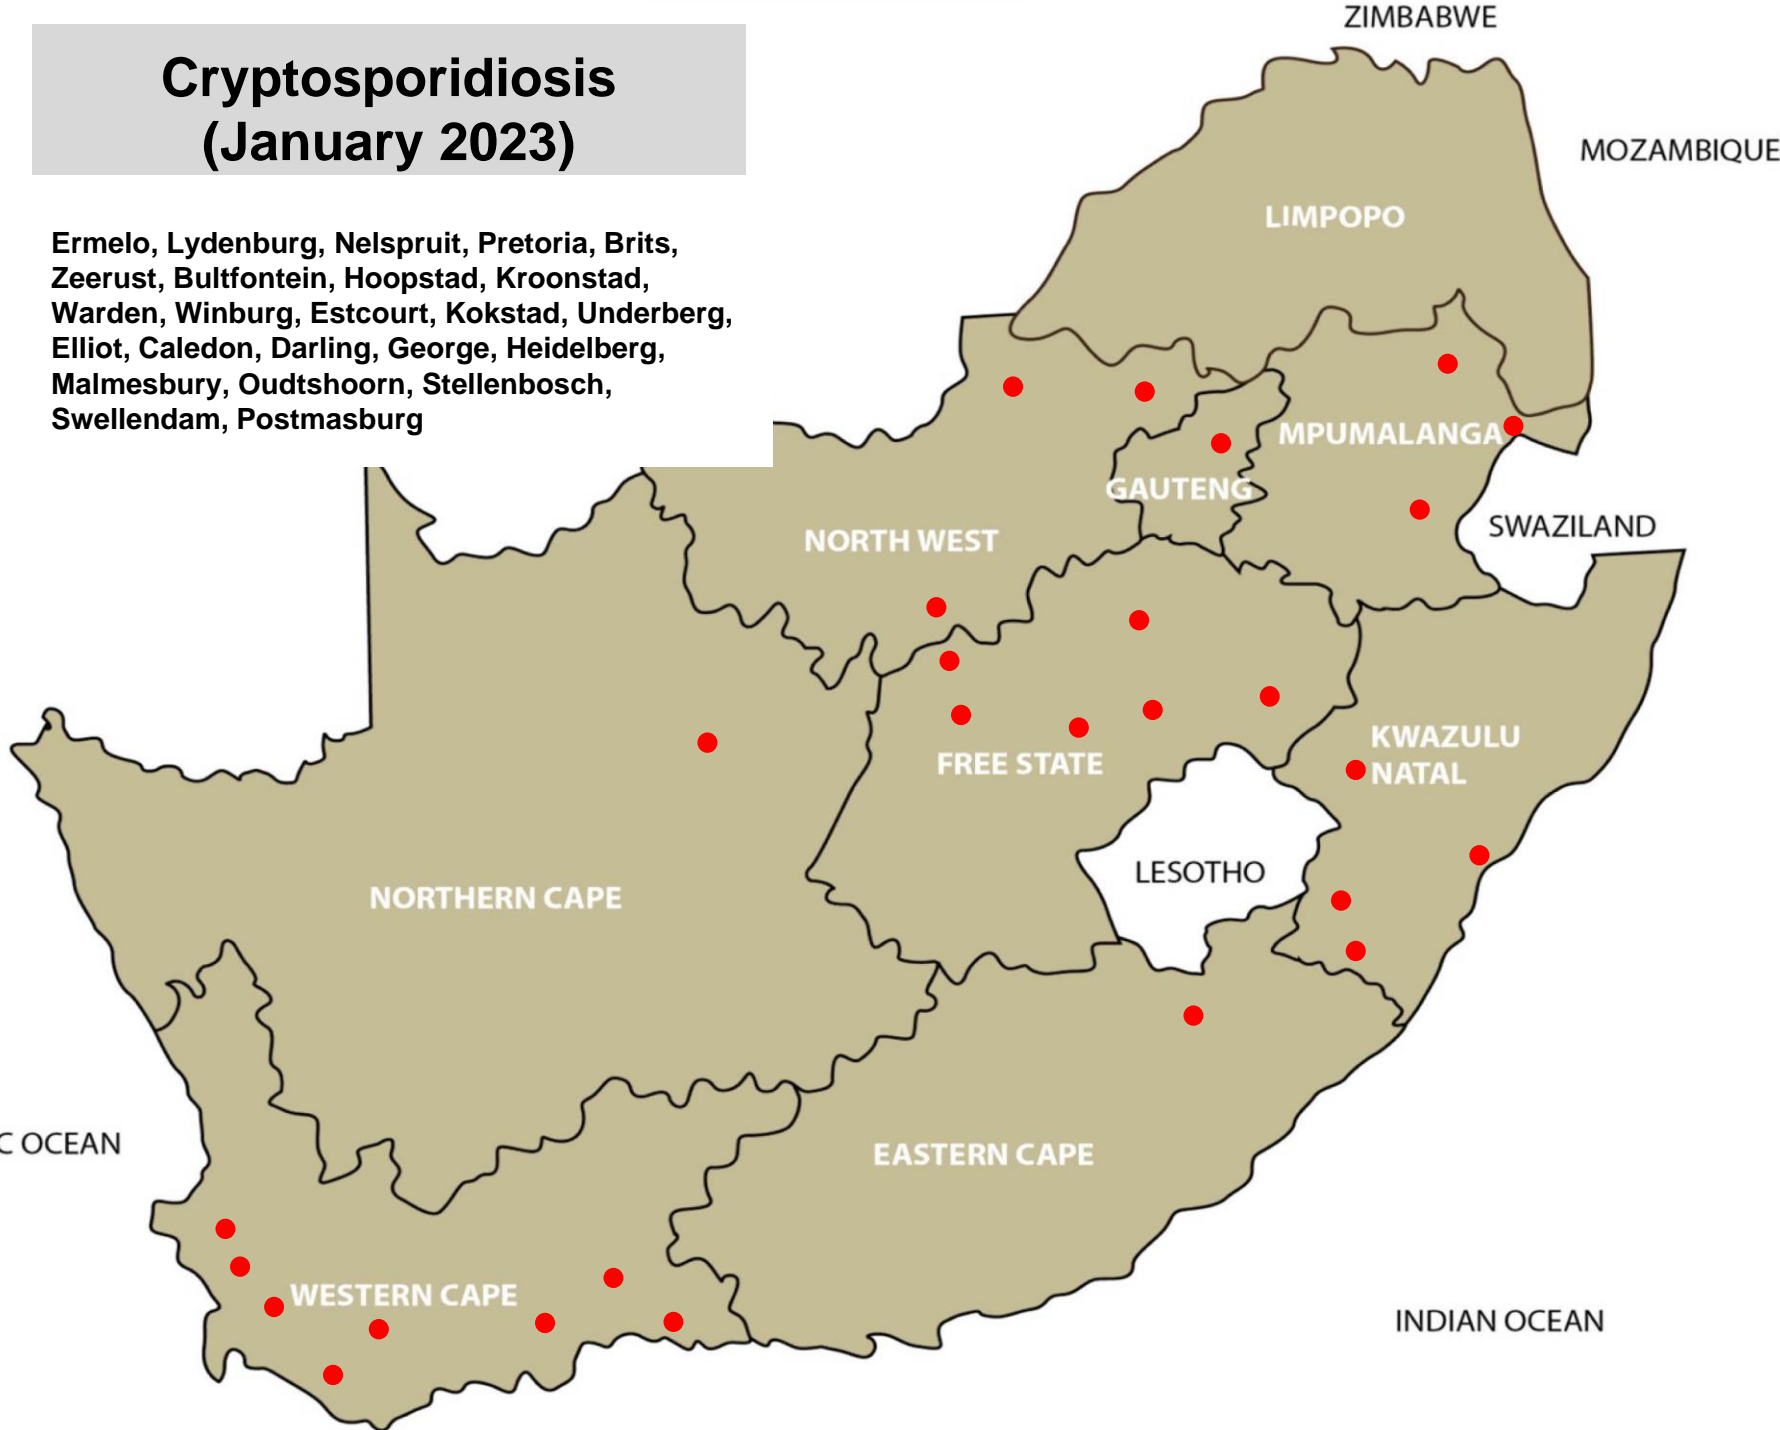 Cryptosporidiosis
(January 2023)
Ermelo, Lydenburg, Nelspruit, Pretoria, Brits,
Zeerust, Bultfontein, Hoopstad, Kroonstad,
Warden, Winburg, Estcourt, Kokstad, Underberg,
Elliot, Caledon, Darling, George, Heidelberg,
Malmesbury, Oudtshoorn, Stellenbosch,
Swellendam, Postmasburg
ZIMBABWE
MOZAMBIQUE
LIMPOPO
MPUMALANGA
GAUTENG
SWAZILAND
NORTH WEST
KWAZULU
NATAL
FREE STATE
LESOTHO
NORTHERN CAPE
C OCEAN
EASTERN CAPE
WESTERN CAPE
INDIAN OCEAN